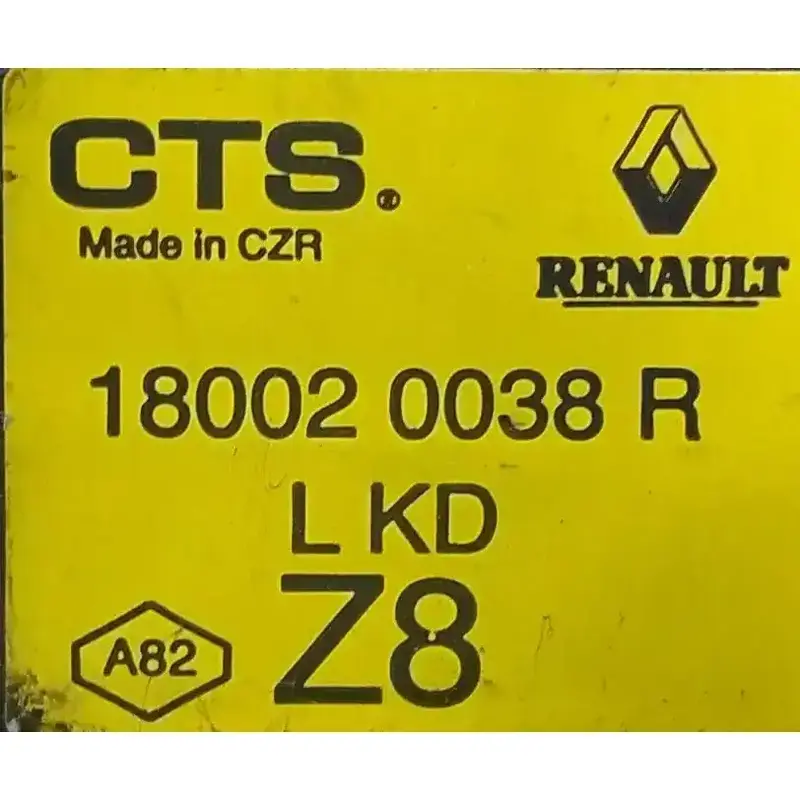 CTS.®
Made in CZR
RENAULT
18002 0038 R
L KD
Z8
A82